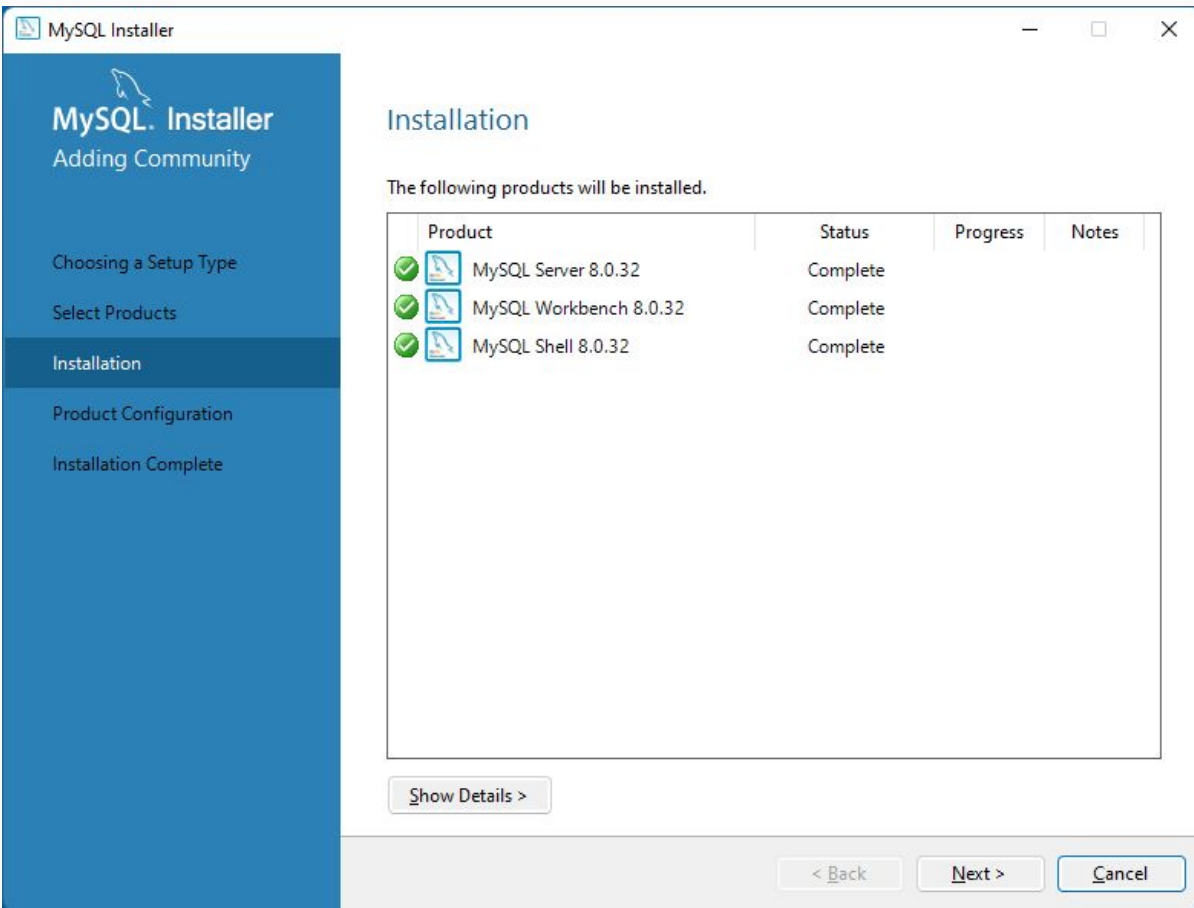 MySQL Installer
MySQL. Installer
Adding Community
Choosing a Setup Type
Select Products
Installation
Product Configuration
Installation Complete
Installation
The following products will be installed.
Product Status Progress Notes
MySQL Server 8.0.32 Complete
MySQL Workbench 8.0.32 Complete
MySQL Shell 8.0.32 Complete
Show Details >
< Back Next > Cancel